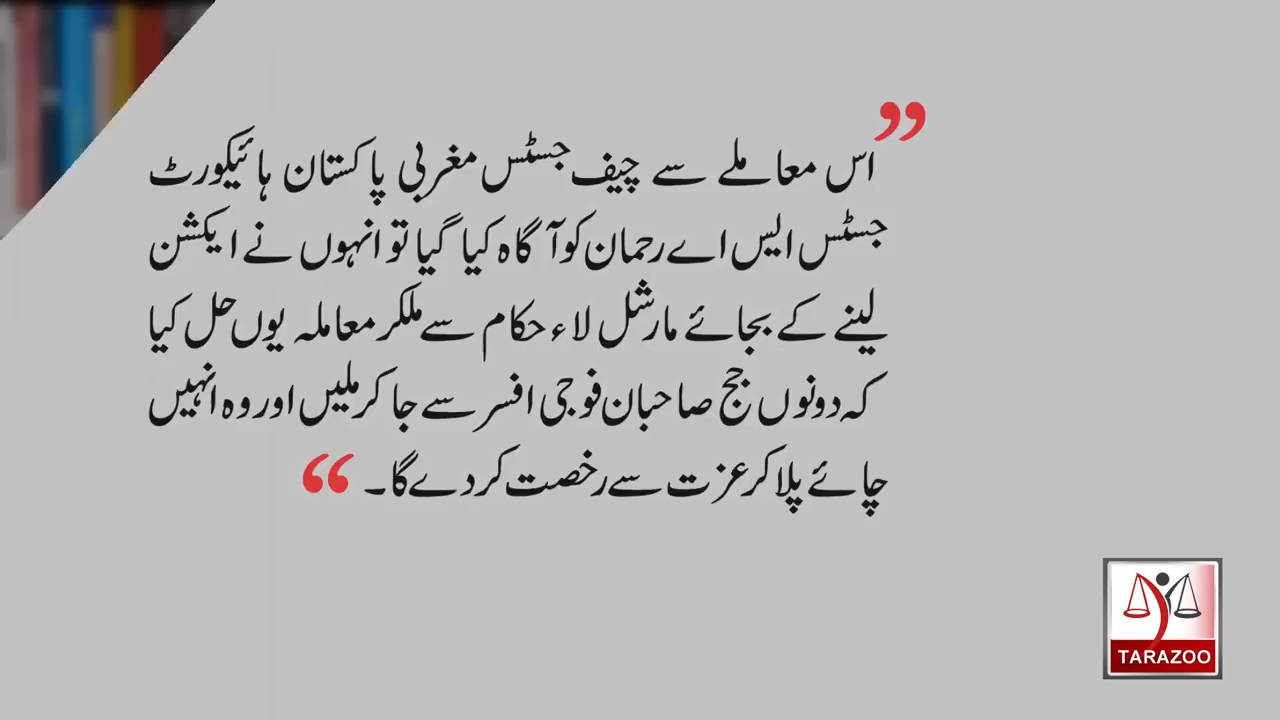 ”اس معاملے سے چیف جسٹس مغربی پاکستان ہائیکورٹ
جسٹس ایس اے رحمان کو آگاہ کیا گیا تو انہوں نے ایکشن
لینے کے بجائے مارشل لاء حکام سے ملکر معاملہ یوں حل کیا
کہ دونوں جج صاحبان فوجی افسر سے جا کر ملیں اور وہ انہیں
چائے پلا کر عزت سے رخصت کر دے گا۔“
TARAZOO